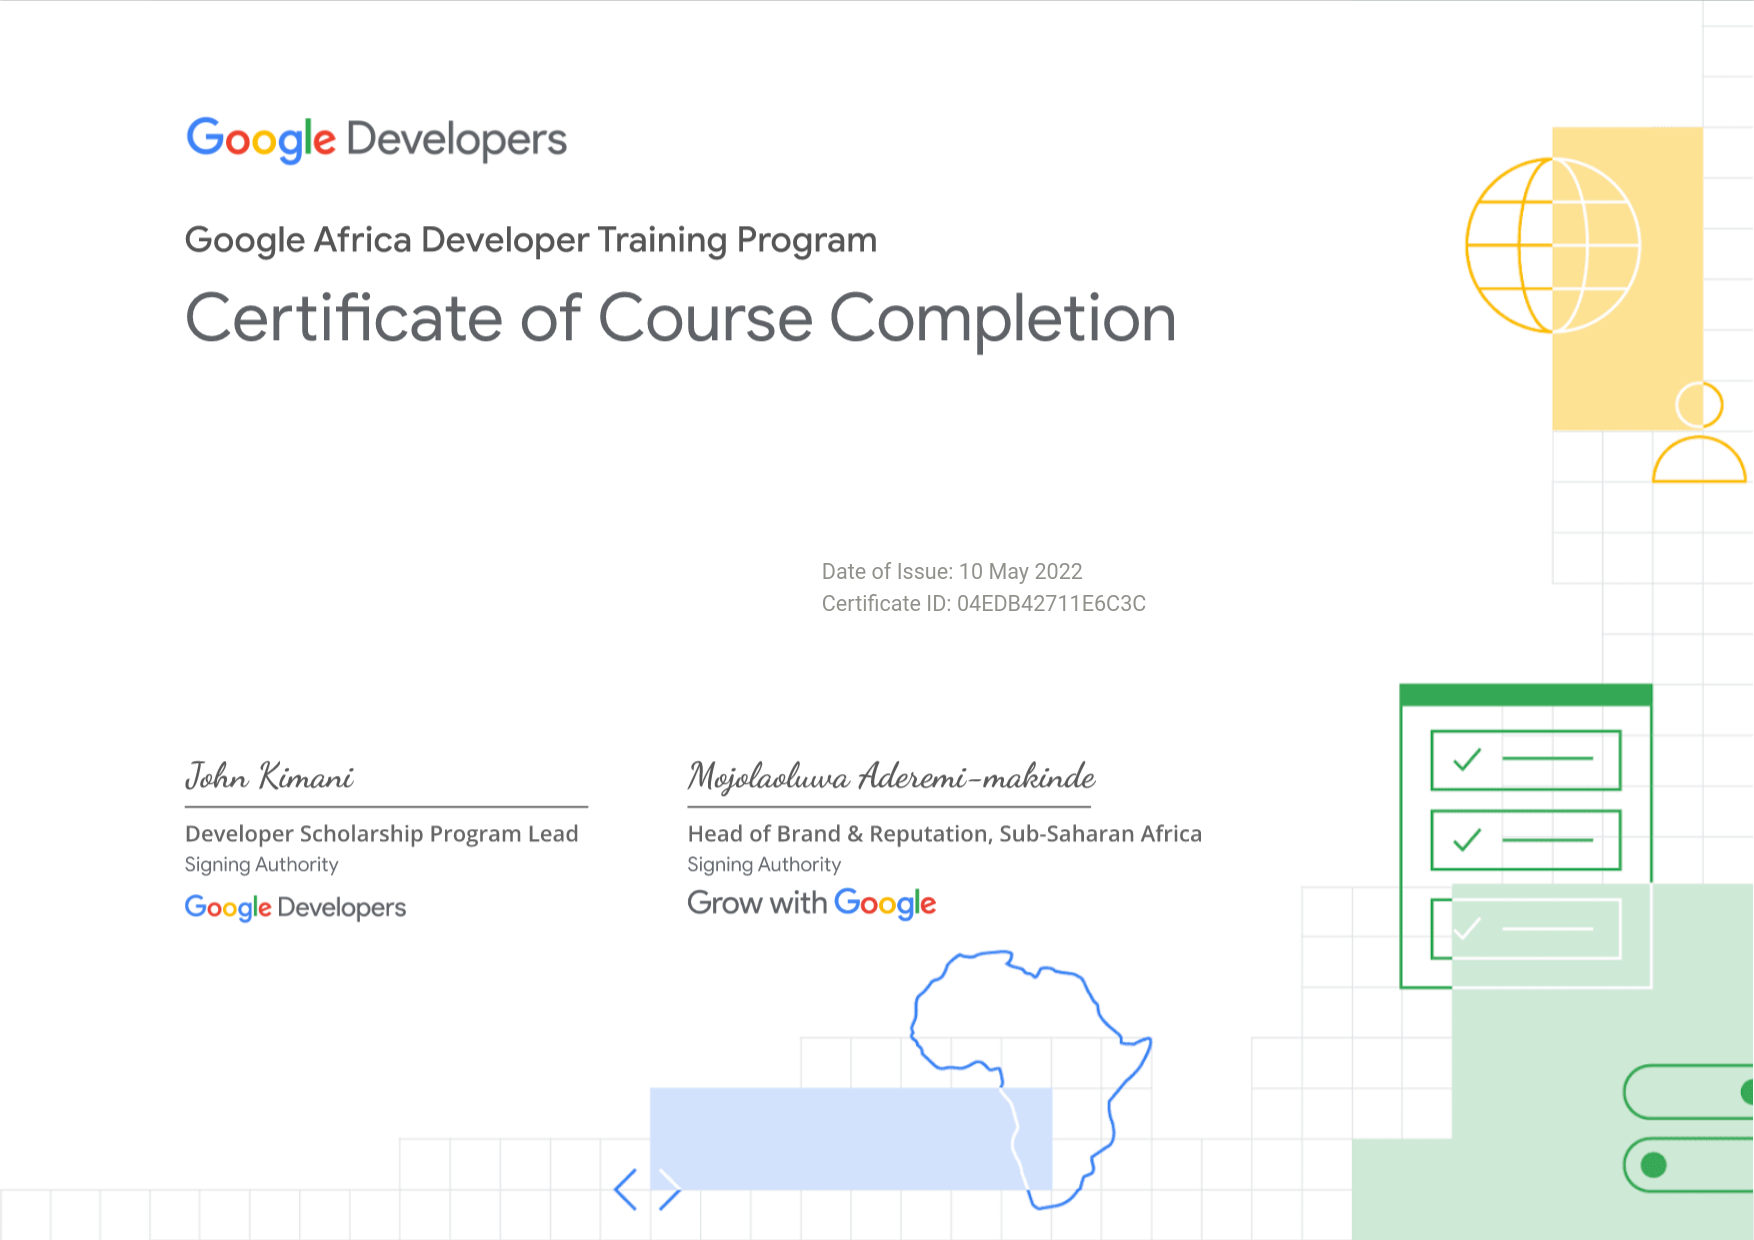 Google Developers
Google Africa Developer Training Program
Certificate of Course Completion
Date of Issue: 10 May 2022
Certificate ID: 04EDB42711E6C3C
John Kimani
Developer Scholarship Program Lead
Signing Authority
Google Developers
Mojolaoluwa Aderemi-makinde
Head of Brand & Reputation, Sub-Saharan Africa
Signing Authority
Grow with Google